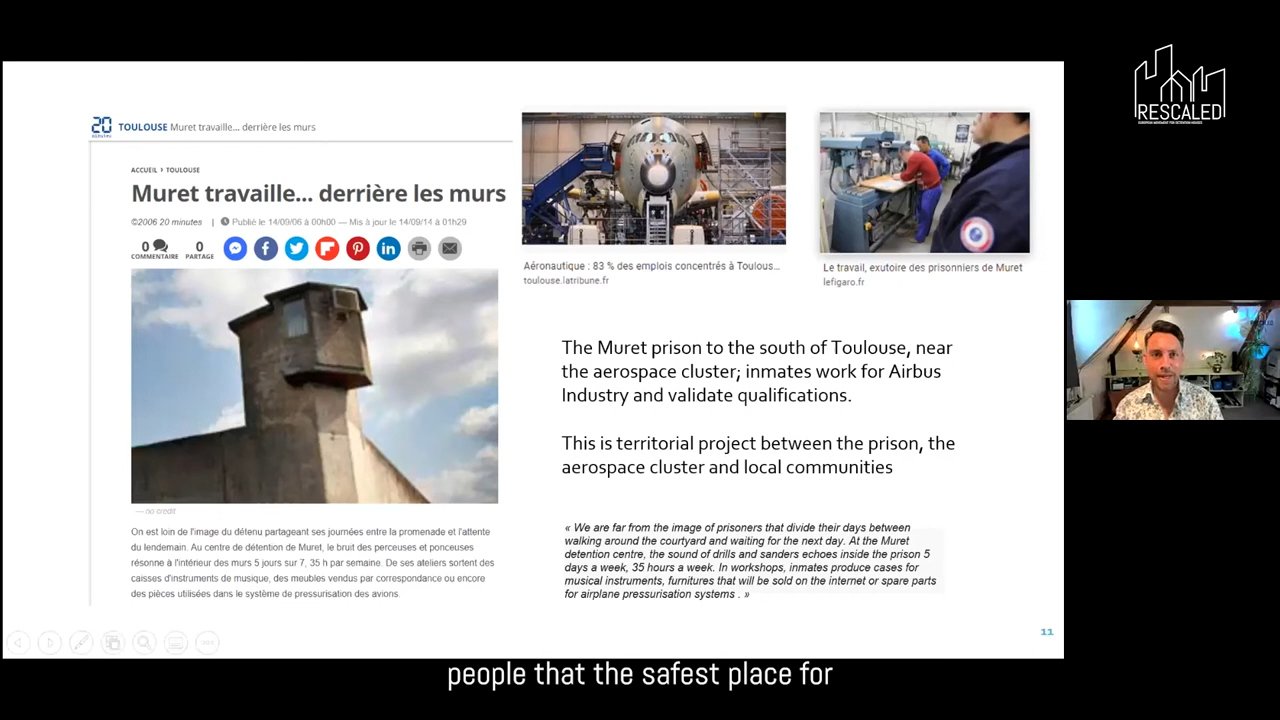 RESCALED
EUROPEAN MOVEMENT FOR DETENTION HOUSES
20
minutes
TOULOUSE Muret travaille... derrière les murs
ACCUEIL › TOULOUSE
Muret travaille... derrière les murs
©2006 20 minutes | Publié le 14/09/06 à 00h00 — Mis à jour le 14/09/14 à 01h29
0
COMMENTAIRE
0
PARTAGE
— no credit
On est loin de l'image du détenu partageant ses journées entre la promenade et l'attente
du lendemain. Au centre de détention de Muret, le bruit des perceuses et ponceuses
résonne à l'intérieur des murs 5 jours sur 7, 35 h par semaine. De ses ateliers sortent des
caisses d'instruments de musique, des meubles vendus par correspondance ou encore
des pièces utilisées dans le système de pressurisation des avions.
Aéronautique : 83 % des emplois concentrés à Toulous...
toulouse.latribune.fr
Le travail, exutoire des prisonniers de Muret
lefigaro.fr
The Muret prison to the south of Toulouse, near
the aerospace cluster; inmates work for Airbus
Industry and validate qualifications.
This is territorial project between the prison, the
aerospace cluster and local communities
« We are far from the image of prisoners that divide their days between
walking around the courtyard and waiting for the next day. At the Muret
detention centre, the sound of drills and sanders echoes inside the prison 5
days a week, 35 hours a week. In workshops, inmates produce cases for
musical instruments, furnitures that will be sold on the internet or spare parts
for airplane pressurisation systems . »
11
people that the safest place for